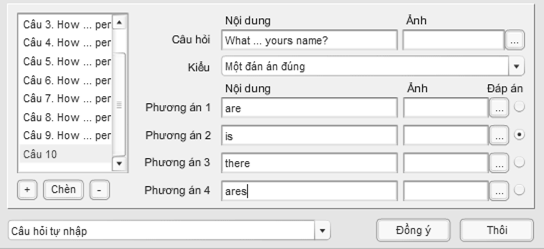 Nội dung Ảnh
Câu hỏi What ... yours name? ...
Kiểu Một đán án đúng
Nội dung Ảnh Đáp án
Phương án 1 are ...
Phương án 2 is ...
Phương án 3 there ...
Phương án 4 ares ...
Câu 3. How ... per
Câu 4. How ... per
Câu 5. How ... per
Câu 6. How ... per
Câu 7. How ... per
Câu 8. How ... per
Câu 9. How ... per
Câu 10
+ Chèn -
Câu hỏi tự nhập Đồng ý Thôi